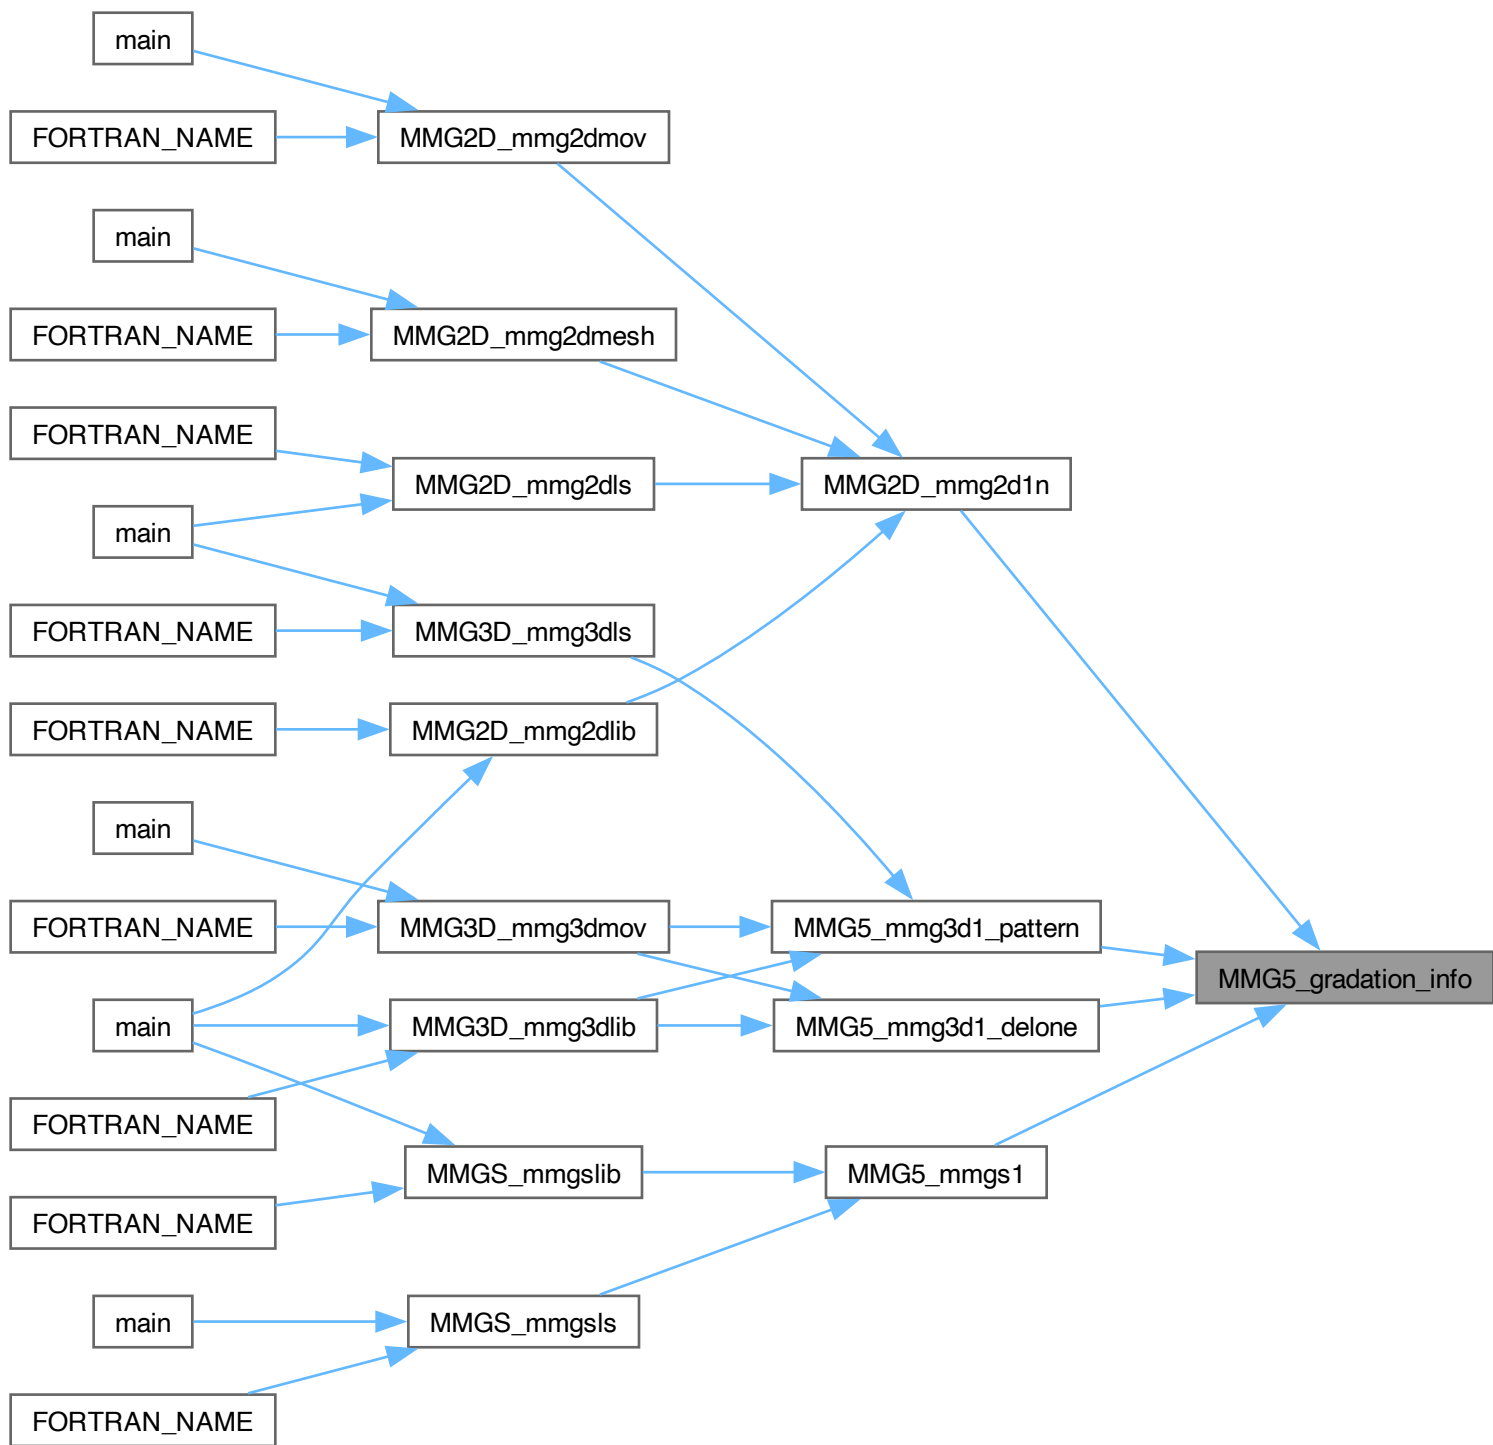 main
FORTRAN_NAME
MMG2D_mmg2dmov
main
FORTRAN_NAME
MMG2D_mmg2dmesh
FORTRAN_NAME
MMG2D_mmg2dls
MMG2D_mmg2d1n
main
FORTRAN_NAME
MMG3D_mmg3dls
FORTRAN_NAME
MMG2D_mmg2dlib
main
FORTRAN_NAME
MMG3D_mmg3dmov
MMG5_mmg3d1_pattern
MMG5_gradation_info
main
MMG3D_mmg3dlib
MMG5_mmg3d1_delone
FORTRAN_NAME
MMGS_mmgslib
MMG5_mmgs1
FORTRAN_NAME
main
MMGS_mmgsls
FORTRAN_NAME